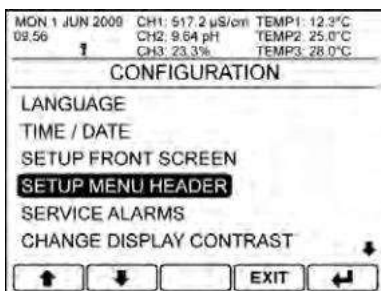 MON 1 JUN 2009 CH1: 517.2 µS/cm TEMP1: 12.3°C
09.56 CH2: 9.64 pH TEMP2: 25.0°C
CH3: 23.3% TEMP3: 28.0°C
CONFIGURATION
LANGUAGE
TIME / DATE
SETUP FRONT SCREEN
SETUP MENU HEADER
SERVICE ALARMS
CHANGE DISPLAY CONTRAST
EXIT